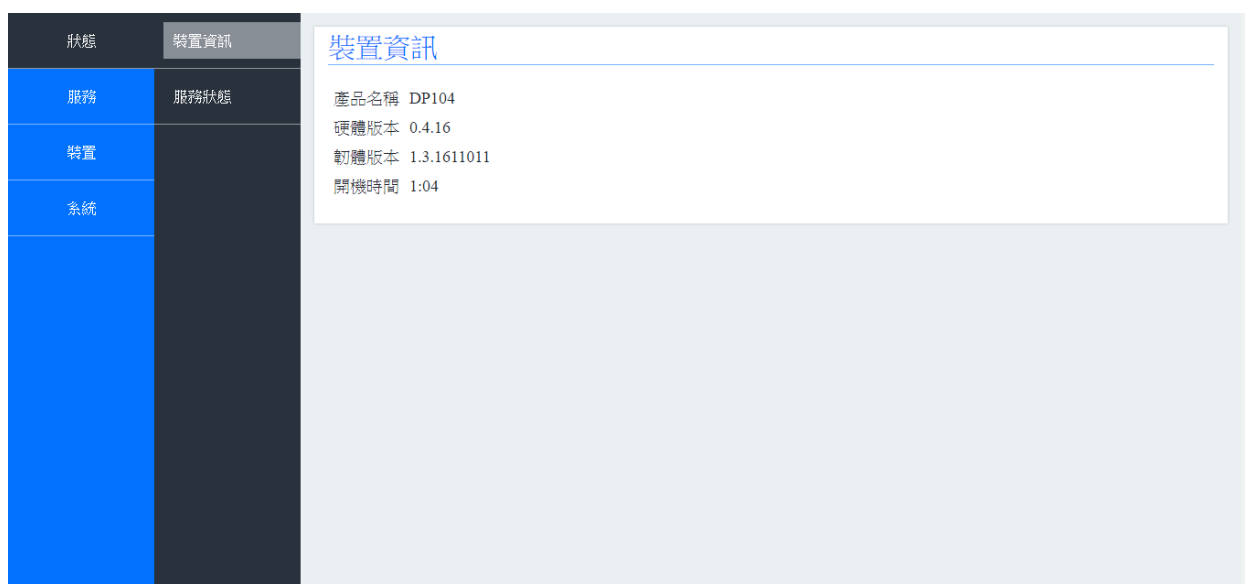 狀態
服務
裝置
系統
裝置資訊
服務狀態
裝置資訊
產品名稱 DP104
硬體版本 0.4.16
韌體版本 1.3.1611011
開機時間 1:04